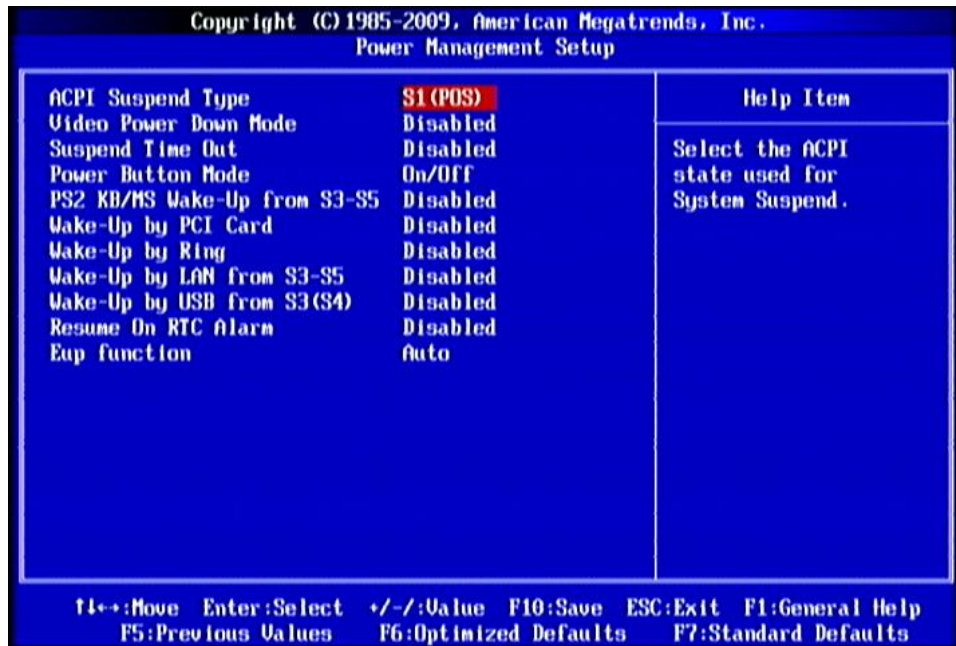 Copyright (C)1985-2009, American Megatrends, Inc.
Power Management Setup
ACPI Suspend Type S1(POS)
Video Power Down Mode Disabled
Suspend Time Out Disabled
Power Button Mode On/Off
PS2 KB/MS Wake-Up from S3-S5 Disabled
Wake-Up by PCI Card Disabled
Wake-Up by Ring Disabled
Wake-Up by LAN from S3-S5 Disabled
Wake-Up by USB from S3(S4) Disabled
Resume On RTC Alarm Disabled
Eup function Auto
Help Item
Select the ACPI
state used for
System Suspend.
↑↓←→:Move Enter:Select +/-/:Value F10:Save ESC:Exit F1:General Help
F5:Previous Values F6:Optimized Defaults F7:Standard Defaults